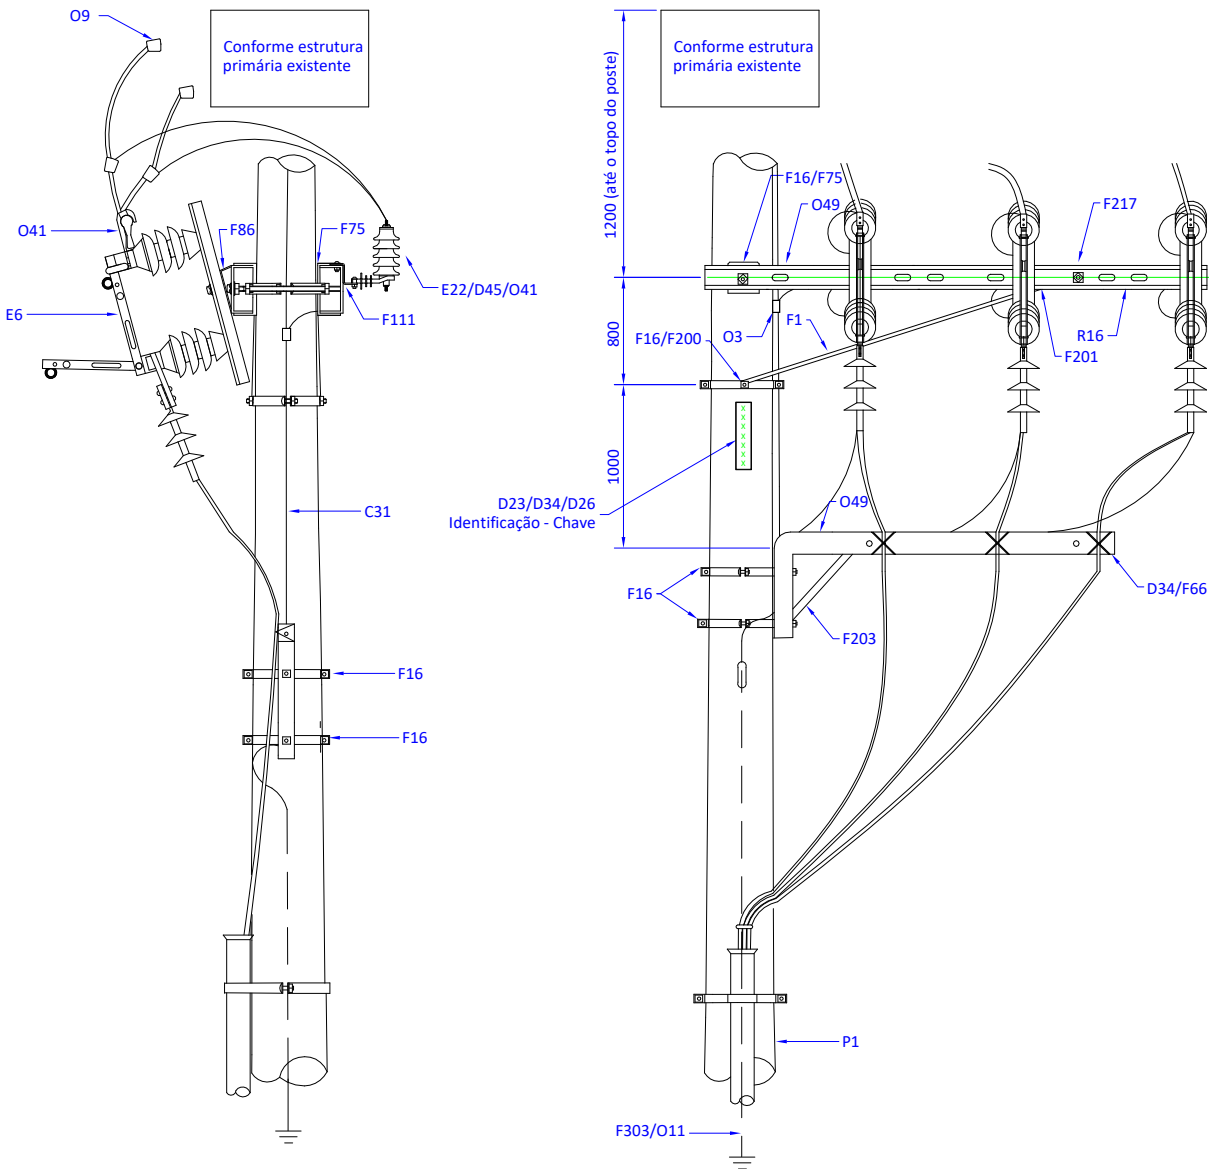 O9
Conforme estrutura
primária existente
O41
F86
F75
E22/D45/O41
F111
E6
C31
F16
F16
Conforme estrutura
primária existente
1200 (até o topo do poste)
F16/F75
O49
F217
800
F16/F200
O3
F1
R16
F201
1000
x
x
x
x
x
x
x
D23/D34/D26
Identificação - Chave
O49
F16
D34/F66
F203
P1
F303/O11